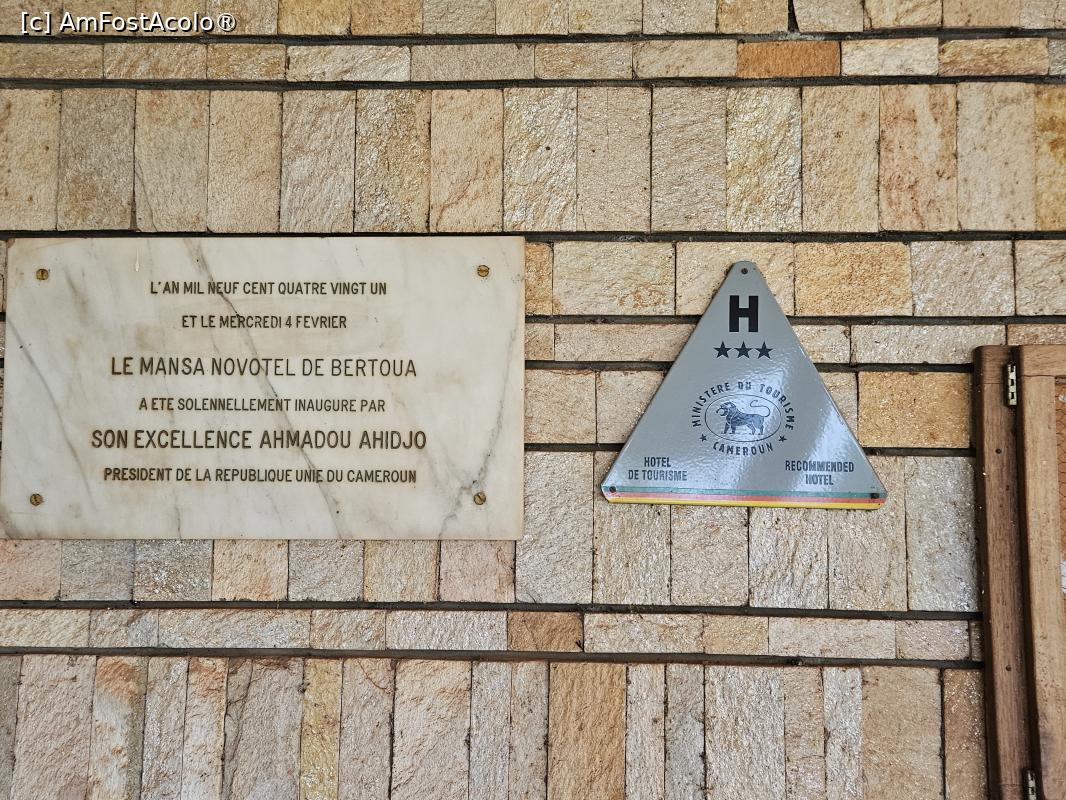 [c] AmFostAcolo®
L'AN MIL NEUF CENT QUATRE VINGT UN
ET LE MERCREDI 4 FEVRIER
LE MANSA NOVOTEL DE BERTOUA
A ETE SOLENNELLEMENT INAUGURE PAR
SON EXCELLENCE AHMADOU AHIDJO
PRESIDENT DE LA REPUBLIQUE UNIE DU CAMEROUN
H
★★★
MINISTERE DU TOURISME
★ CAMEROUN ★
HOTEL
DE TOURISME
RECOMMENDED
HOTEL